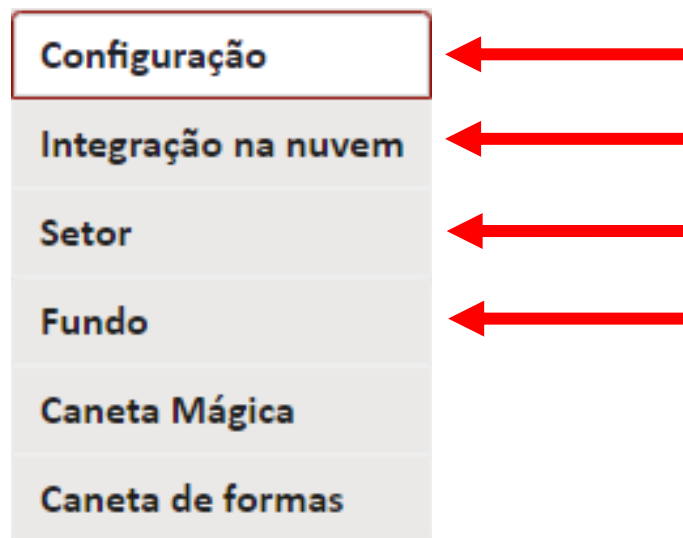 Configuração
Integração na nuvem
Setor
Fundo
Caneta Mágica
Caneta de formas